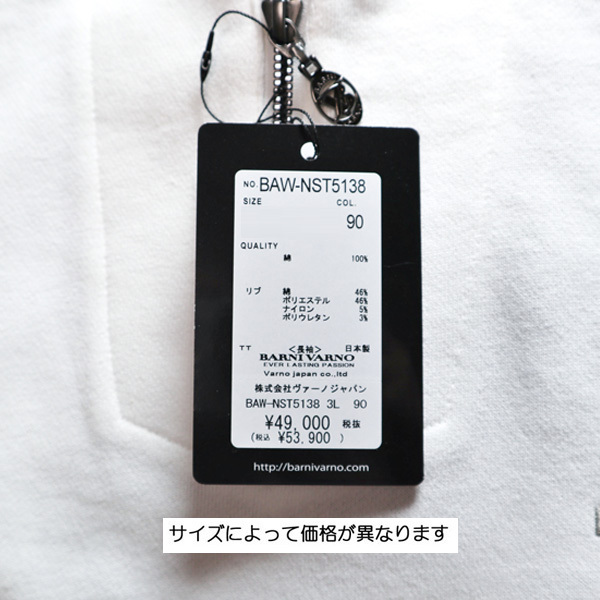 NO. BAW-NST5138
SIZE COL.
90
QUALITY
綿 100%
リブ 綿 46%
ポリエステル 46%
ナイロン 5%
ポリウレタン 3%
TT <長袖> 日本製
BARNI VARNO
EVER LASTING PASSION
Varno japan co.,ltd
株式会社ヴァーノジャパン
BAW-NST5138 3L 90
¥49,000 税抜
(税込 ¥53,900 )
http://barnivarno.com
サイズによって価格が異なります